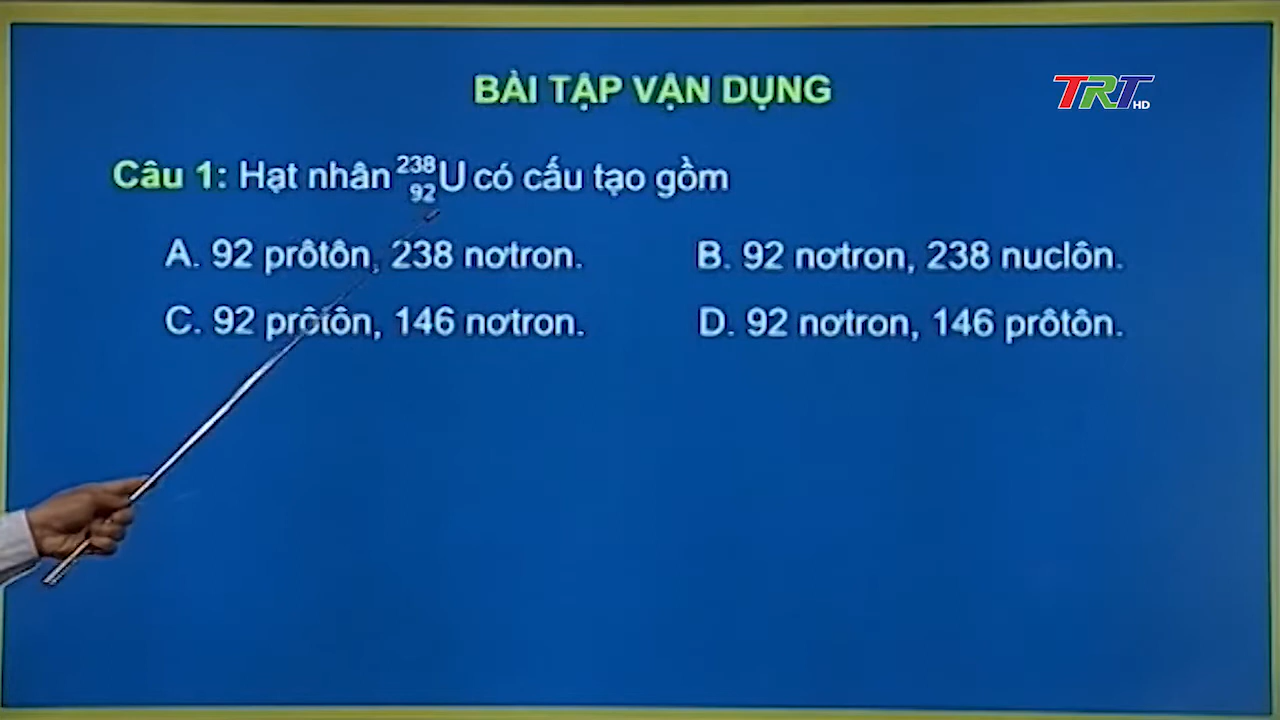 BÀI TẬP VẬN DỤNG
TRT HD
Câu 1: Hạt nhân ²³⁸₉₂U có cấu tạo gồm
A. 92 prôtôn, 238 nơtron.
B. 92 nơtron, 238 nuclôn.
C. 92 prôtôn, 146 nơtron.
D. 92 nơtron, 146 prôtôn.